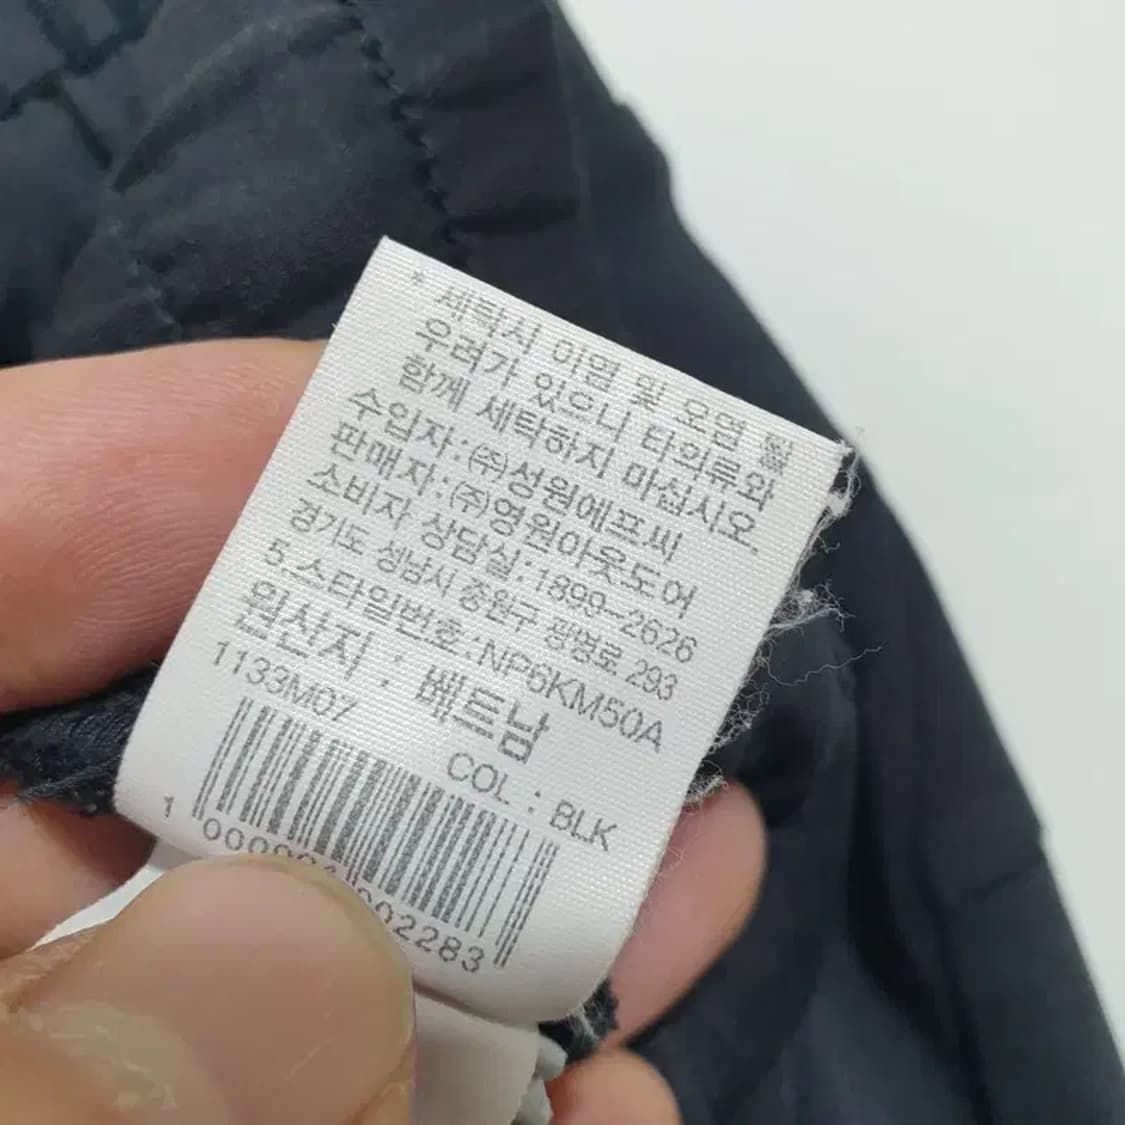 * 세탁시 이염 및 오염 될
우려가 있으니 타의류와
함께 세탁하지 마십시오.
수입자:㈜성원에프씨
판매자:㈜영원아웃도어
소비자 상담실:1899-2626
경기도 성남시 중원구 광명로 293
5.스타일번호:NP6KM50A
원산지 : 베트남
1133M07
COL : BLK
1
2283